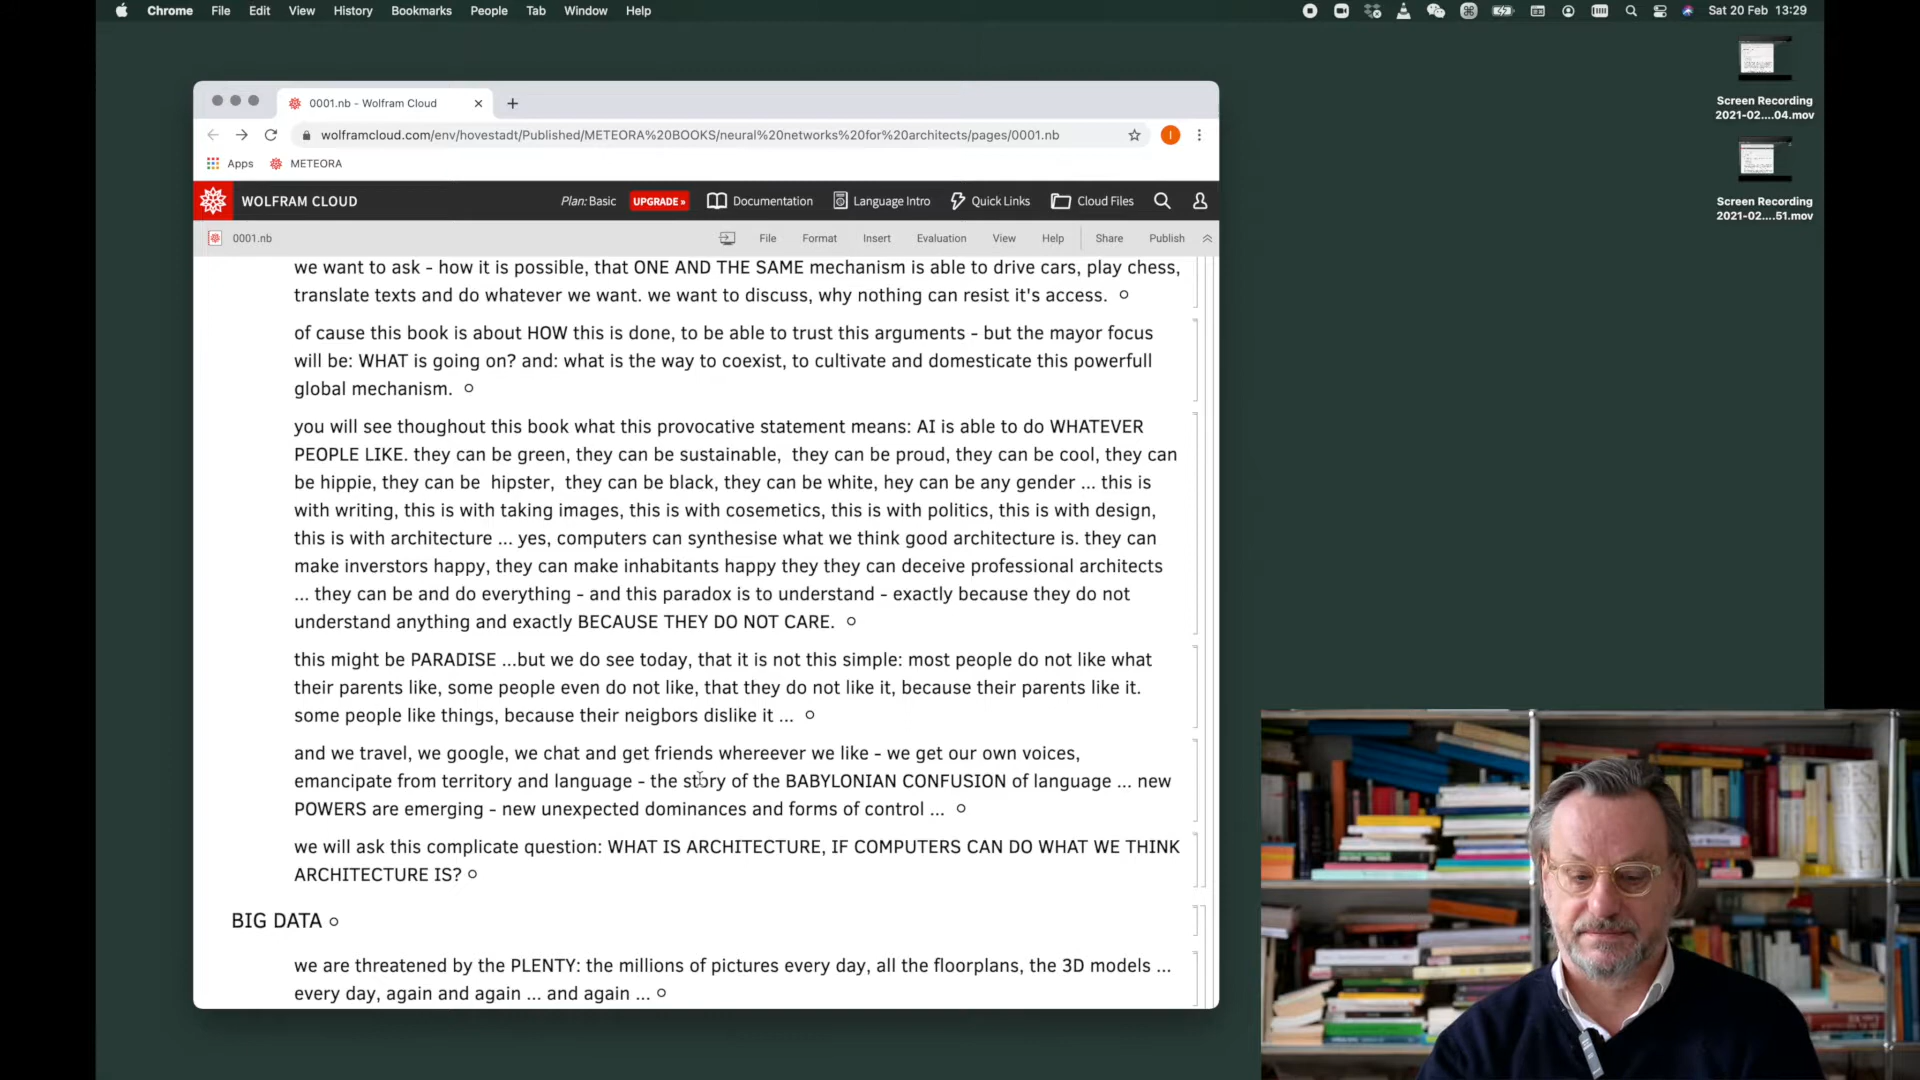 Chrome File Edit View History Bookmarks People Tab Window Help
Sat 20 Feb 13:29
Screen Recording
2021-02....04.mov
Screen Recording
2021-02....51.mov
0001.nb - Wolfram Cloud
wolframcloud.com/env/hovestadt/Published/METEORA%20BOOKS/neural%20networks%20for%20architects/pages/0001.nb
I
Apps METEORA
WOLFRAM CLOUD Plan: Basic UPGRADE » Documentation Language Intro Quick Links Cloud Files
0001.nb File Format Insert Evaluation View Help Share Publish
we want to ask - how it is possible, that ONE AND THE SAME mechanism is able to drive cars, play chess,
translate texts and do whatever we want. we want to discuss, why nothing can resist it's access.
of cause this book is about HOW this is done, to be able to trust this arguments - but the mayor focus
will be: WHAT is going on? and: what is the way to coexist, to cultivate and domesticate this powerfull
global mechanism.
you will see thoughout this book what this provocative statement means: AI is able to do WHATEVER
PEOPLE LIKE. they can be green, they can be sustainable, they can be proud, they can be cool, they can
be hippie, they can be hipster, they can be black, they can be white, hey can be any gender ... this is
with writing, this is with taking images, this is with cosemetics, this is with politics, this is with design,
this is with architecture ... yes, computers can synthesise what we think good architecture is. they can
make inverstors happy, they can make inhabitants happy they they can deceive professional architects
... they can be and do everything - and this paradox is to understand - exactly because they do not
understand anything and exactly BECAUSE THEY DO NOT CARE.
this might be PARADISE ...but we do see today, that it is not this simple: most people do not like what
their parents like, some people even do not like, that they do not like it, because their parents like it.
some people like things, because their neigbors dislike it ...
and we travel, we google, we chat and get friends whereever we like - we get our own voices,
emancipate from territory and language - the story of the BABYLONIAN CONFUSION of language ... new
POWERS are emerging - new unexpected dominances and forms of control ...
we will ask this complicate question: WHAT IS ARCHITECTURE, IF COMPUTERS CAN DO WHAT WE THINK
ARCHITECTURE IS?
BIG DATA
we are threatened by the PLENTY: the millions of pictures every day, all the floorplans, the 3D models ...
every day, again and again ... and again ...